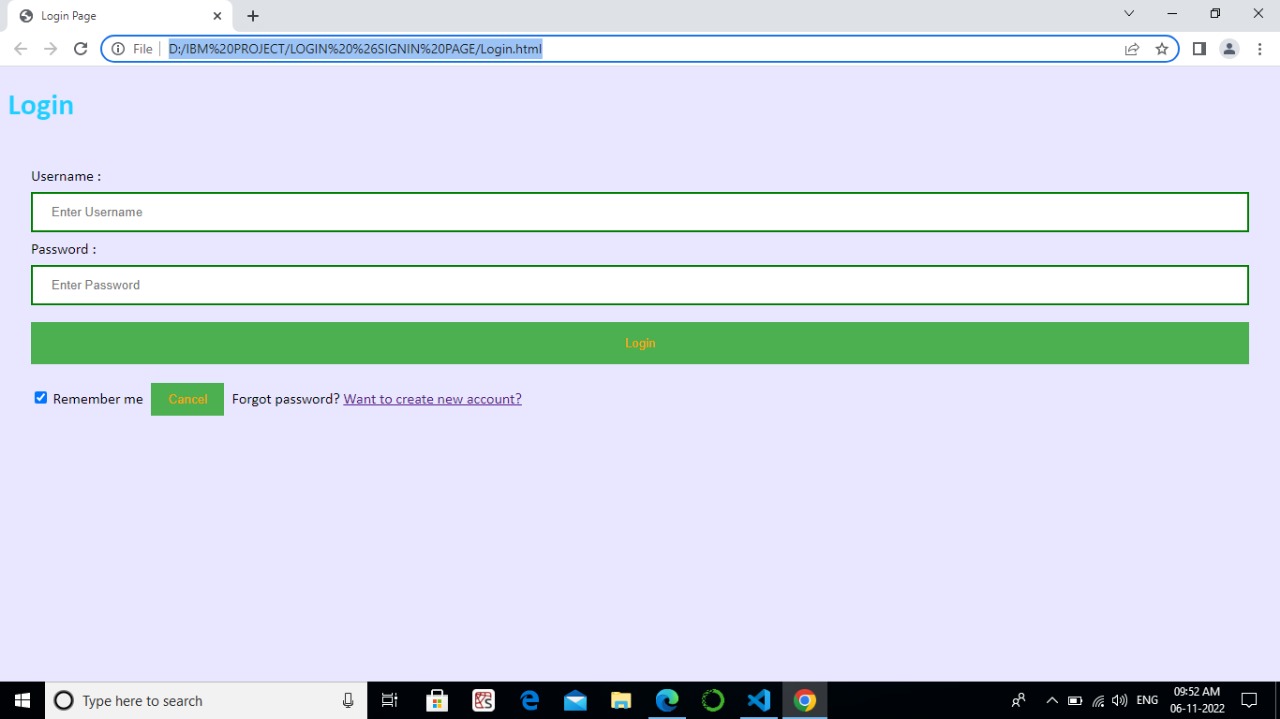 Login Page
File D:/IBM%20PROJECT/LOGIN%20%26SIGNIN%20PAGE/Login.html
Login
Username :
Enter Username
Password :
Enter Password
Login
Remember me Cancel Forgot password? Want to create new account?
Type here to search
ENG
09:52 AM
06-11-2022